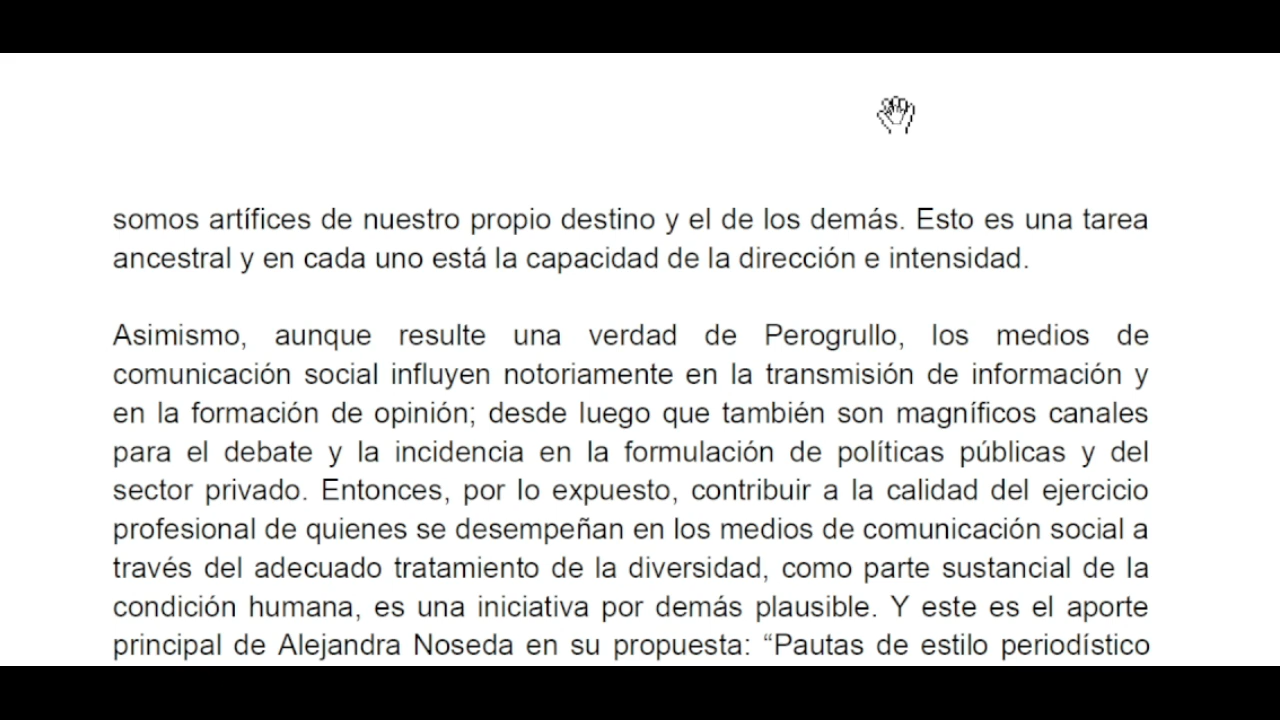 somos artífices de nuestro propio destino y el de los demás. Esto es una tarea
ancestral y en cada uno está la capacidad de la dirección e intensidad.
Asimismo, aunque resulte una verdad de Perogrullo, los medios de
comunicación social influyen notoriamente en la transmisión de información y
en la formación de opinión; desde luego que también son magníficos canales
para el debate y la incidencia en la formulación de políticas públicas y del
sector privado. Entonces, por lo expuesto, contribuir a la calidad del ejercicio
profesional de quienes se desempeñan en los medios de comunicación social a
través del adecuado tratamiento de la diversidad, como parte sustancial de la
condición humana, es una iniciativa por demás plausible. Y este es el aporte
principal de Alejandra Noseda en su propuesta: “Pautas de estilo periodístico